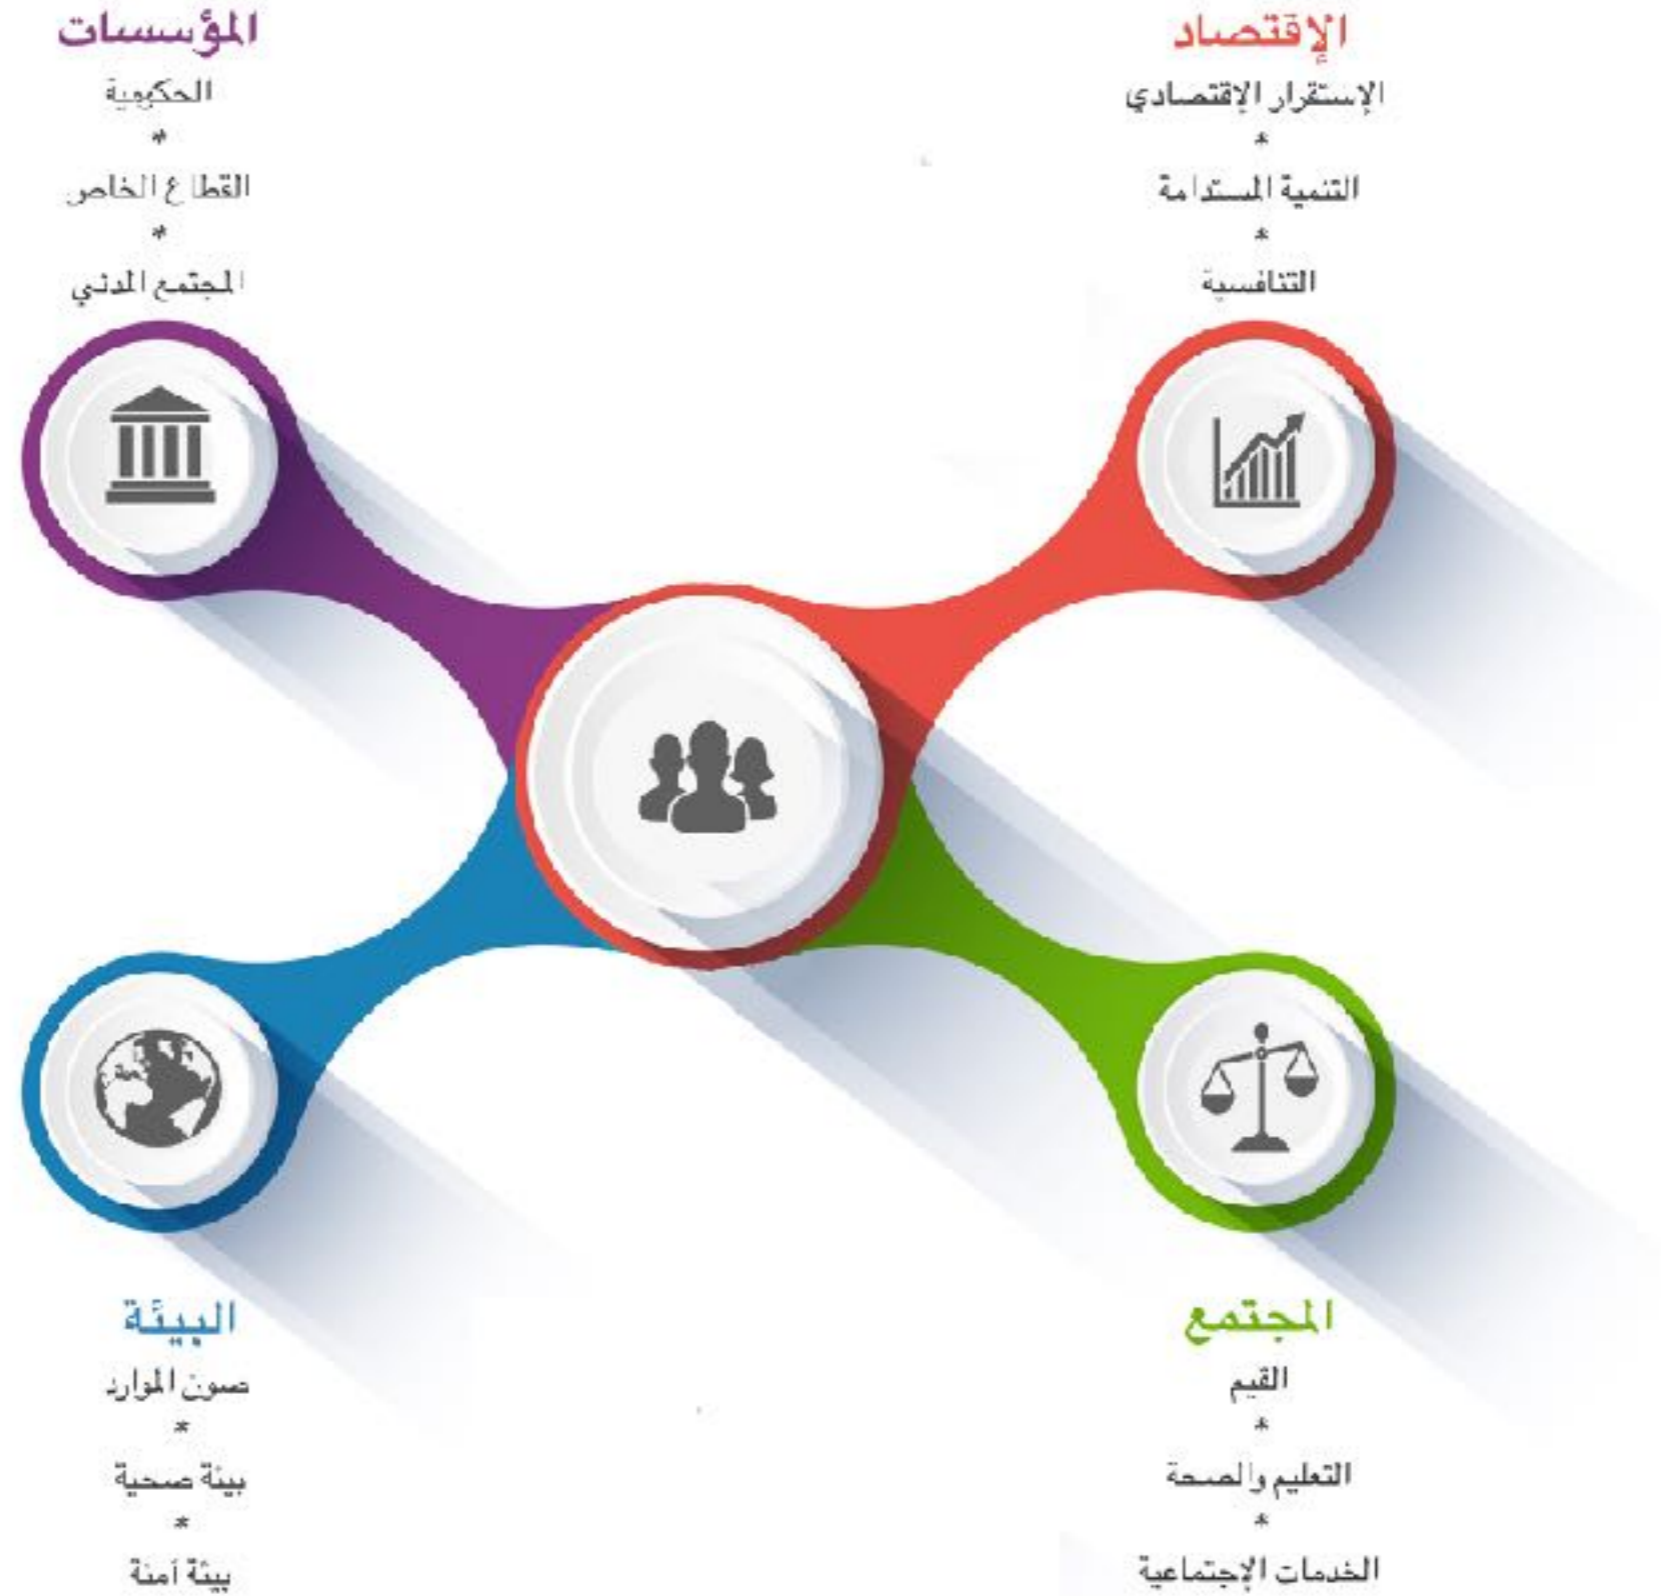 الإقتصاد
الإستقرار الإقتصادي
*
التنمية المستدامة
*
التنافسية
المؤسسات
الحكومية
*
القطاع الخاص
*
المجتمع المدني
المجتمع
القيم
*
التعليم والصحة
*
الخدمات الإجتماعية
البيئة
صون الموارد
*
بيئة صحية
*
بيئة آمنة